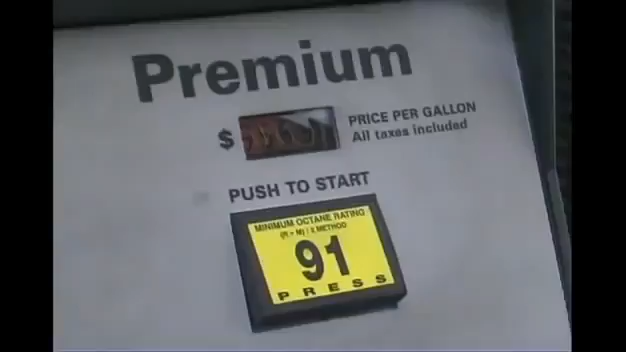 Premium
$
PRICE PER GALLON
All taxes included
PUSH TO START
MINIMUM OCTANE RATING
(R + M) / 2 METHOD
91
PRESS